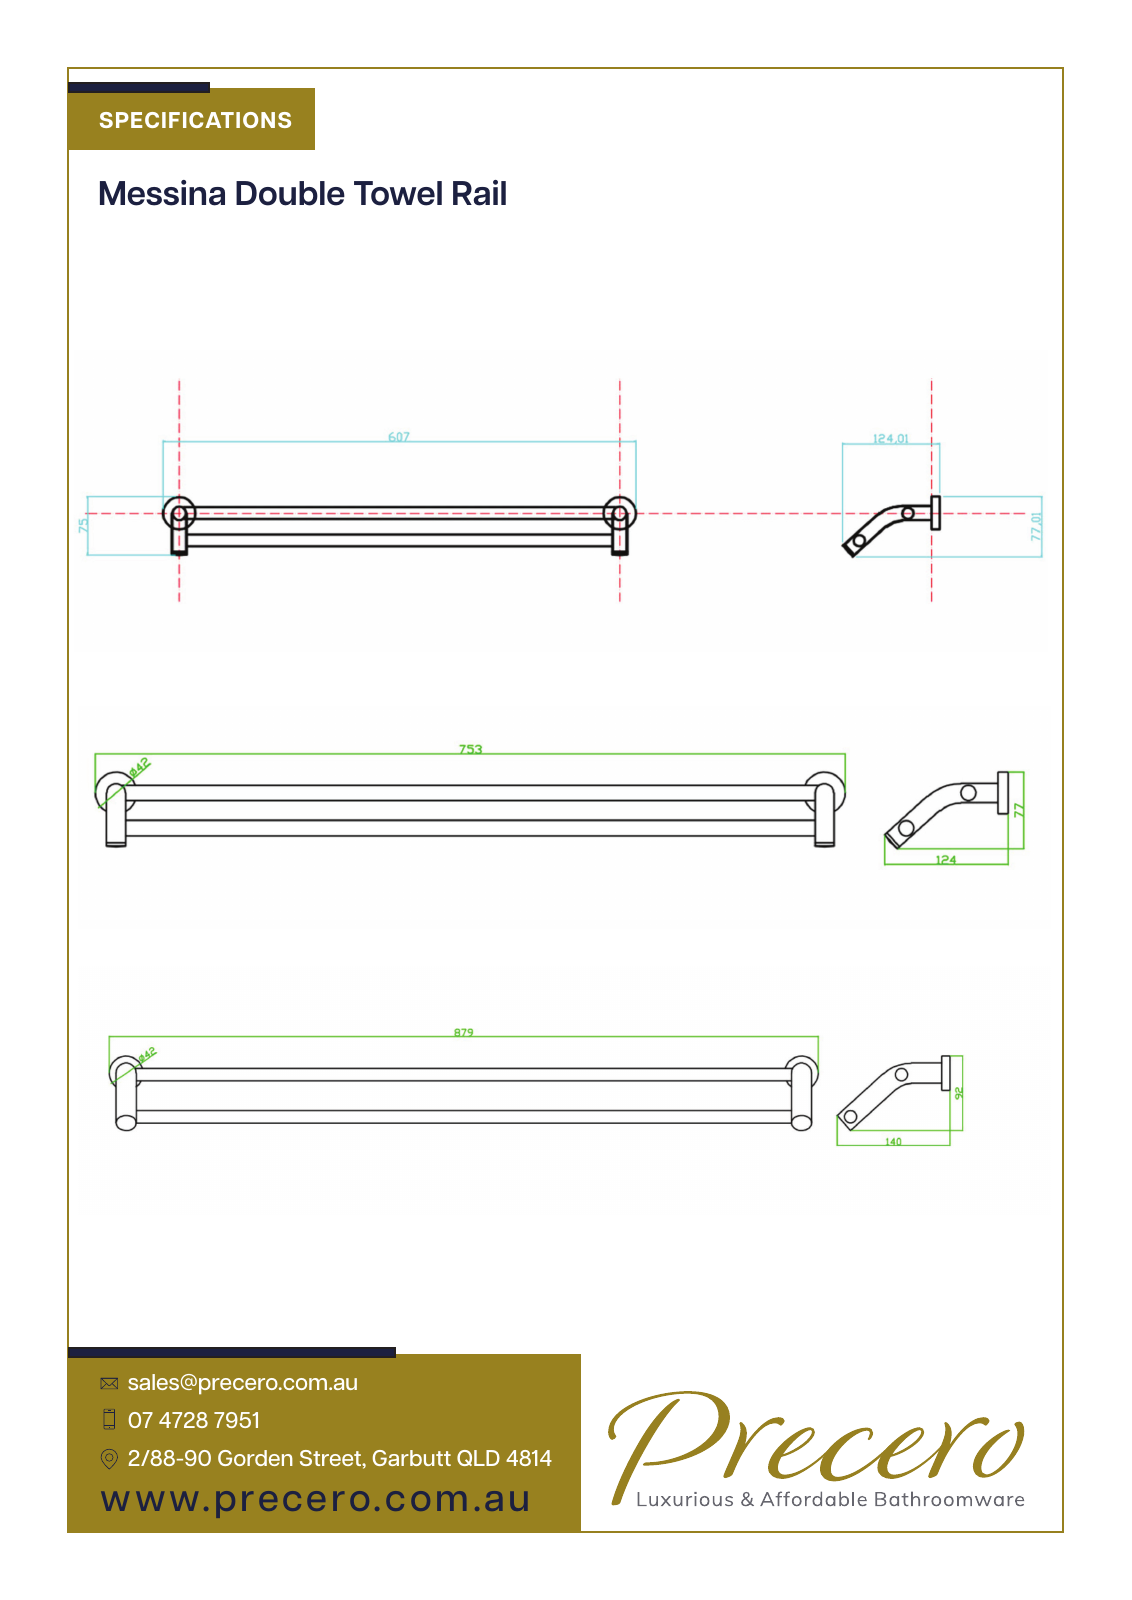 SPECIFICATIONS
Messina Double Towel Rail
607
124,01
75
77,01
753
Ø42
77
124
879
Ø42
92
140
sales@precero.com.au
07 4728 7951
2/88-90 Gorden Street, Garbutt QLD 4814
www.precero.com.au
Precero
Luxurious & Affordable Bathroomware